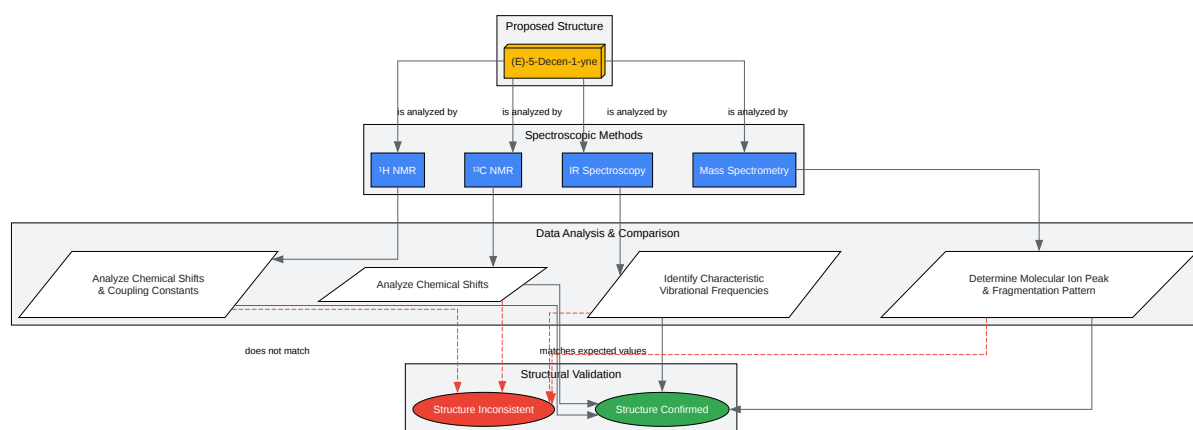 Proposed Structure
(E)-5-Decen-1-yne
is analyzed by
is analyzed by
is analyzed by
is analyzed by
Spectroscopic Methods
¹H NMR
¹³C NMR
IR Spectroscopy
Mass Spectrometry
Data Analysis & Comparison
Analyze Chemical Shifts
& Coupling Constants
Analyze Chemical Shifts
Identify Characteristic
Vibrational Frequencies
Determine Molecular Ion Peak
& Fragmentation Pattern
does not match
matches expected values
Structural Validation
Structure Inconsistent
Structure Confirmed